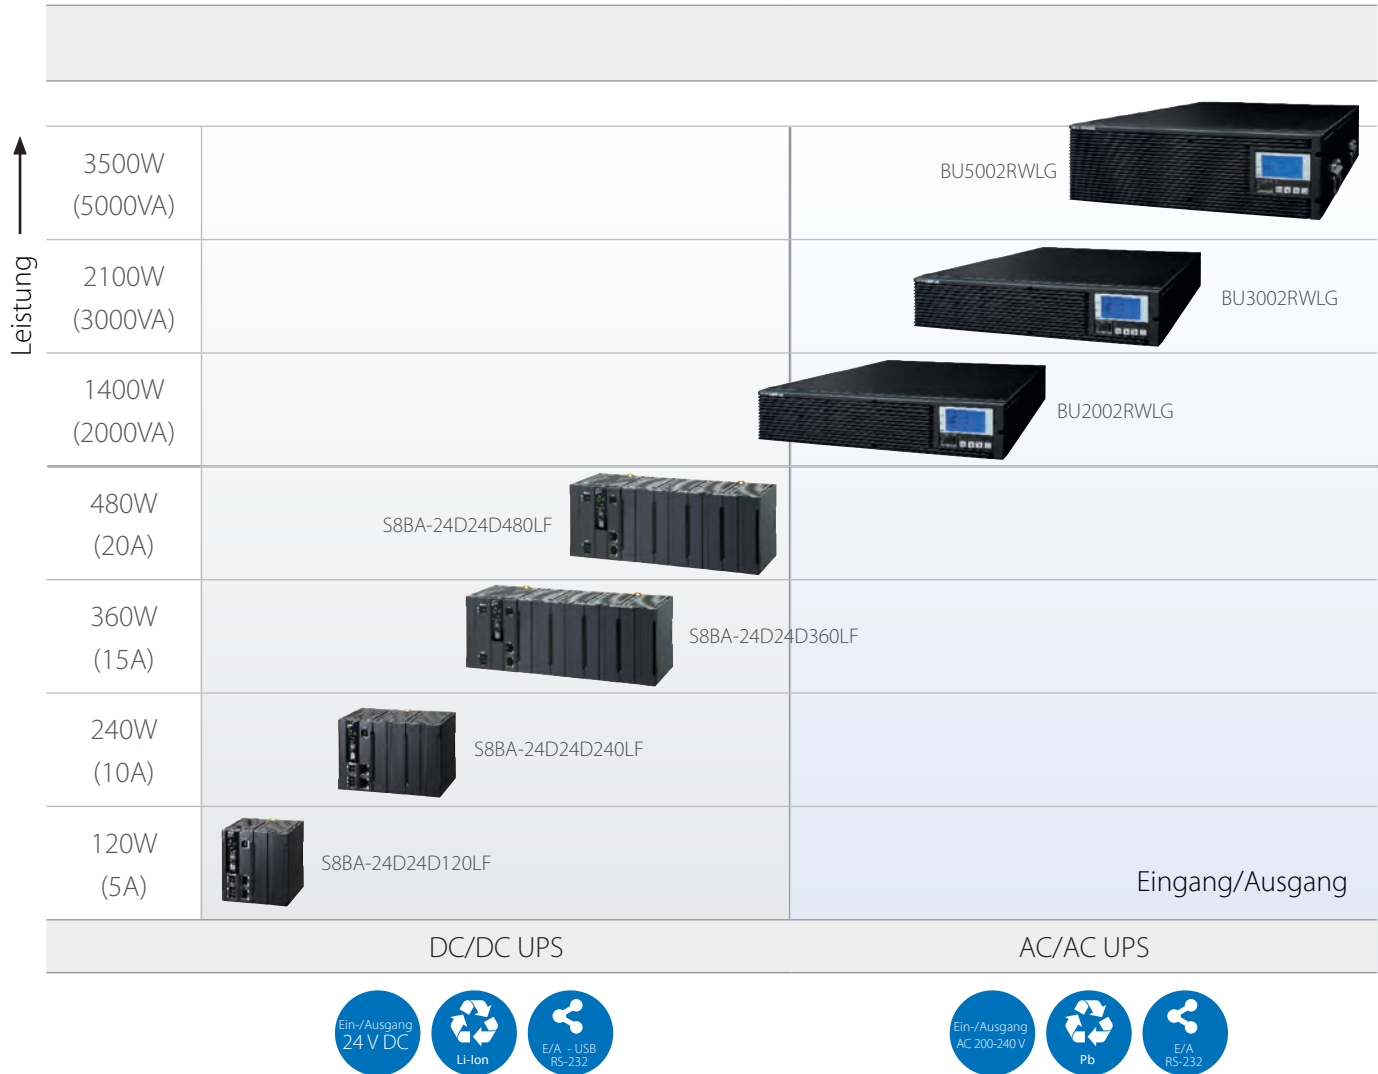 3500W
(5000VA)
BU5002RWLG
2100W
(3000VA)
BU3002RWLG
1400W
(2000VA)
BU2002RWLG
Leistung
480W
(20A)
S8BA-24D24D480LF
360W
(15A)
S8BA-24D24D360LF
240W
(10A)
S8BA-24D24D240LF
120W
(5A)
S8BA-24D24D120LF
Eingang/Ausgang
DC/DC UPS
AC/AC UPS
Ein-/Ausgang
24 V DC
Li-Ion
E/A - USB
RS-232
Ein-/Ausgang
AC 200-240 V
Pb
E/A
RS-232